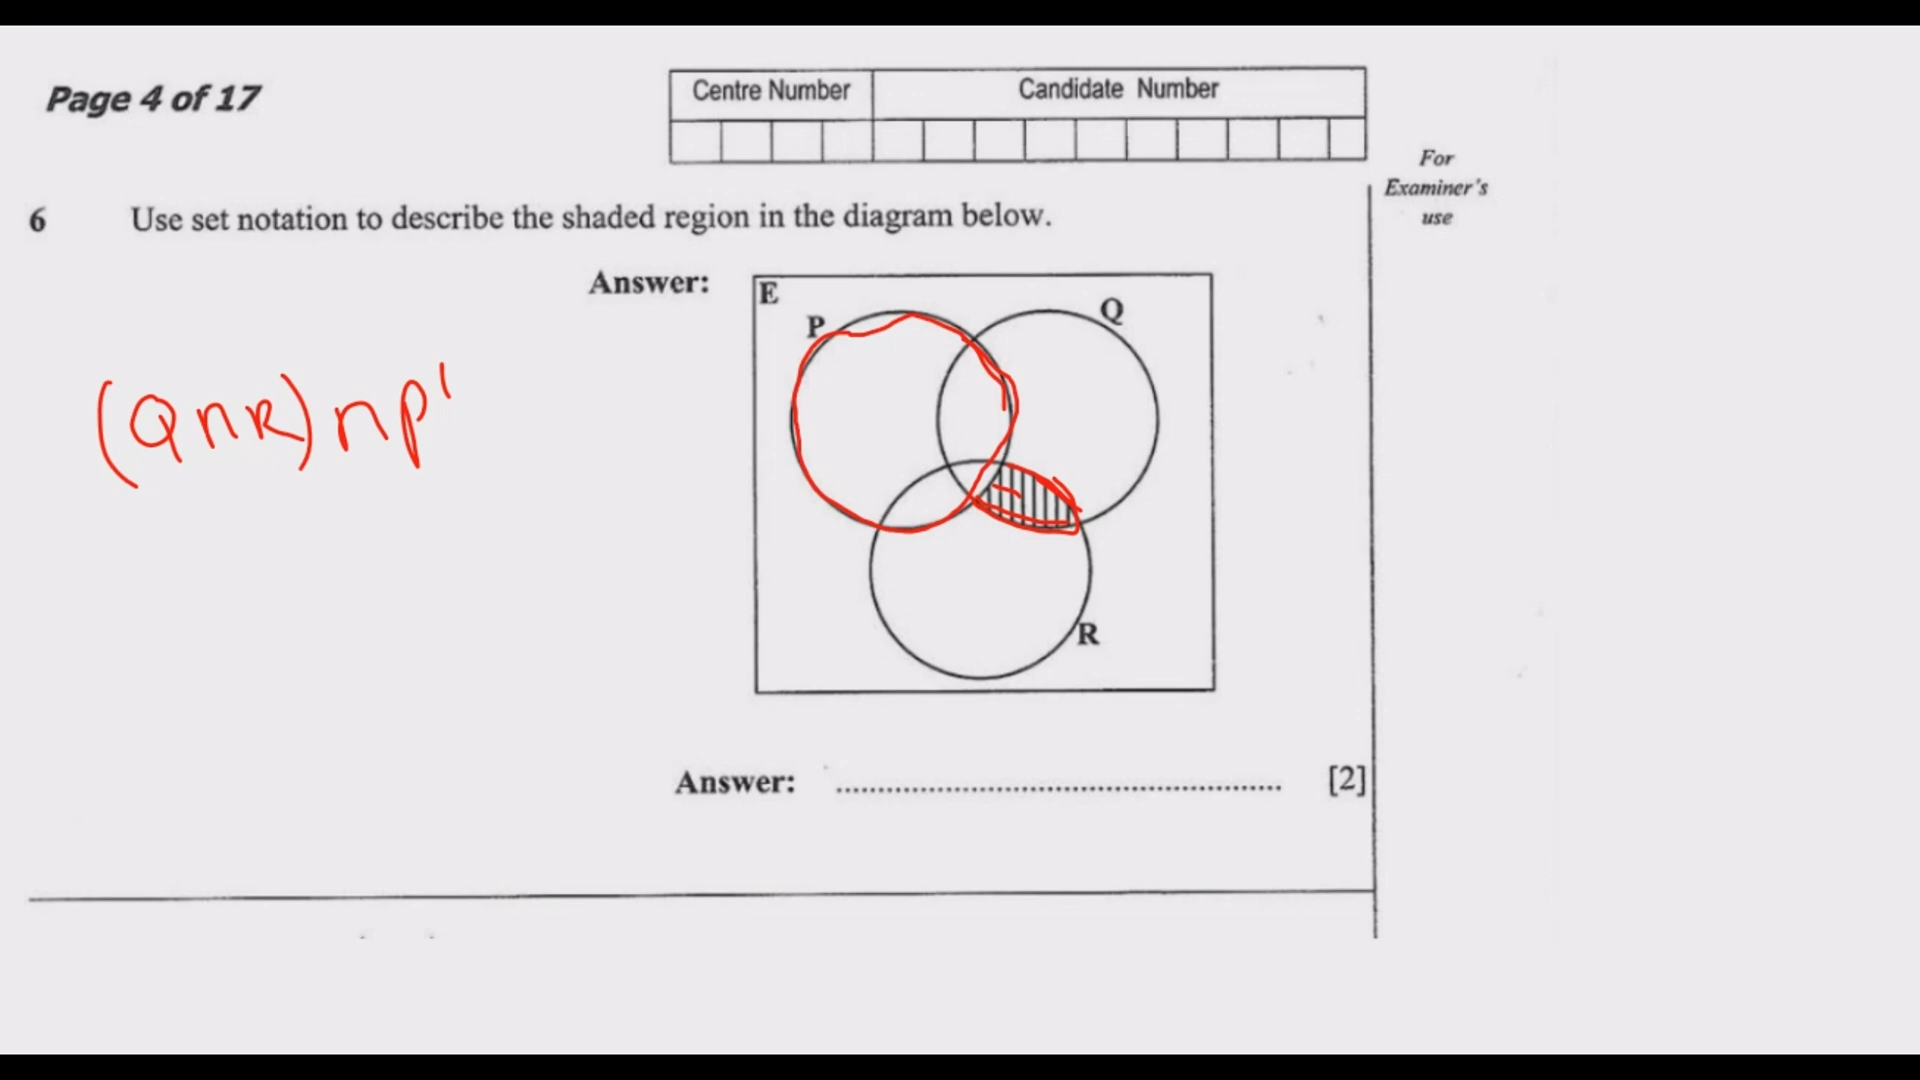 Page 4 of 17
Centre Number
Candidate Number
For
Examiner's
use
6 Use set notation to describe the shaded region in the diagram below.
Answer:
E
P
Q
(Q∩R)∩P'
R
Answer: ........................................................ [2]